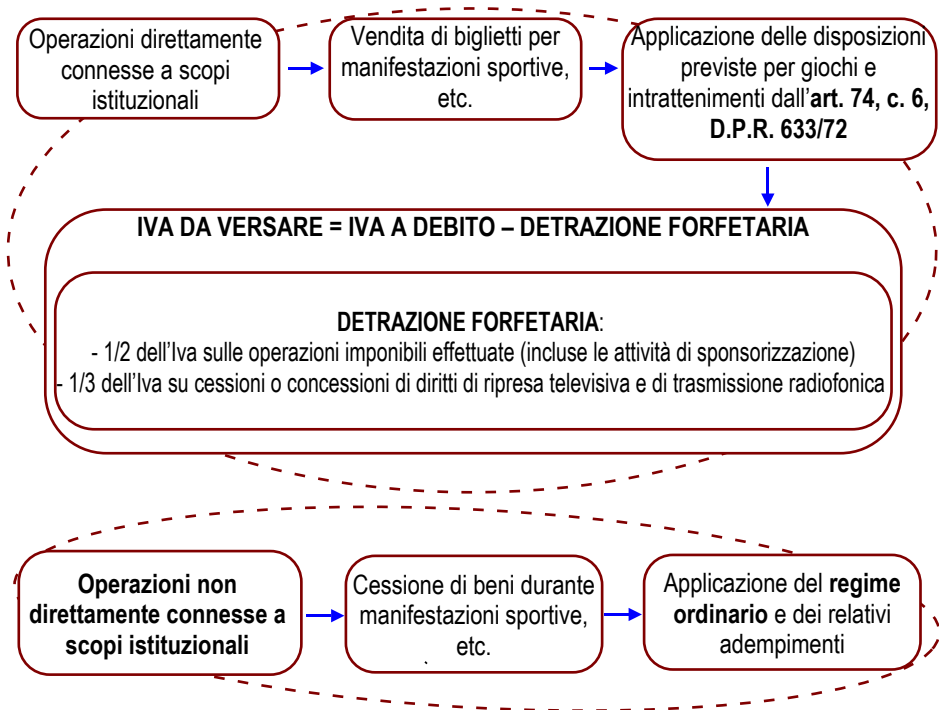 Operazioni direttamente
connesse a scopi
istituzionali
Vendita di biglietti per
manifestazioni sportive,
etc.
Applicazione delle disposizioni
previste per giochi e
intrattenimenti dall'art. 74, c. 6,
D.P.R. 633/72
IVA DA VERSARE = IVA A DEBITO – DETRAZIONE FORFETARIA
DETRAZIONE FORFETARIA:
- 1/2 dell'Iva sulle operazioni imponibili effettuate (incluse le attività di sponsorizzazione)
- 1/3 dell'Iva su cessioni o concessioni di diritti di ripresa televisiva e di trasmissione radiofonica
Operazioni non
direttamente connesse a
scopi istituzionali
Cessione di beni durante
manifestazioni sportive,
etc.
Applicazione del regime
ordinario e dei relativi
adempimenti